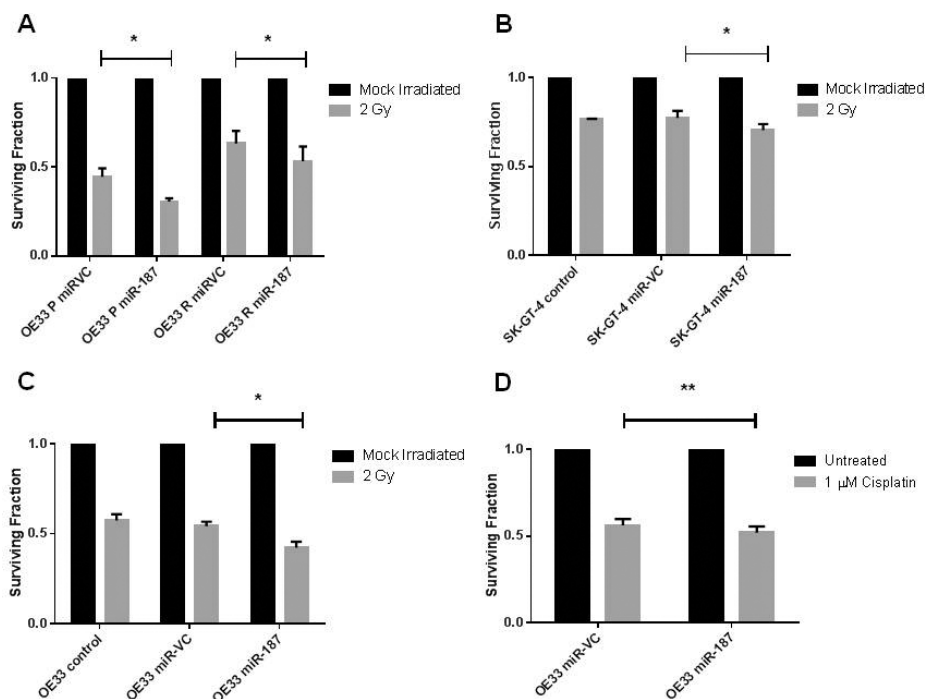 A
*
*
1.0
0.5
0.0
Surviving Fraction
Mock Irradiated
2 Gy
OE33 P miRVC
OE33 P miR-187
OE33 R miRVC
OE33 R miR-187
B
*
1.0
0.5
0.0
Surviving Fraction
Mock Irradiated
2 Gy
SK-GT-4 control
SK-GT-4 miR-VC
SK-GT-4 miR-187
C
*
1.0
0.5
0.0
Surviving Fraction
Mock Irradiated
2 Gy
OE33 control
OE33 miR-VC
OE33 miR-187
D
**
1.0
0.5
0.0
Surviving Fraction
Untreated
1 µM Cisplatin
OE33 miR-VC
OE33 miR-187